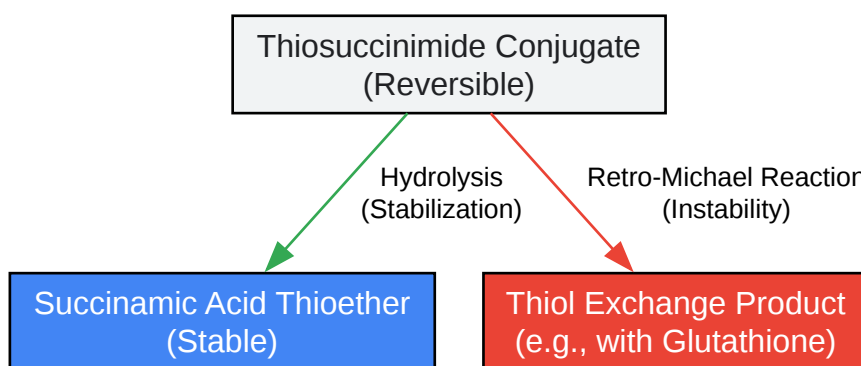 Thiosuccinimide Conjugate
(Reversible)
Hydrolysis
(Stabilization)
Retro-Michael Reaction
(Instability)
Succinamic Acid Thioether
(Stable)
Thiol Exchange Product
(e.g., with Glutathione)